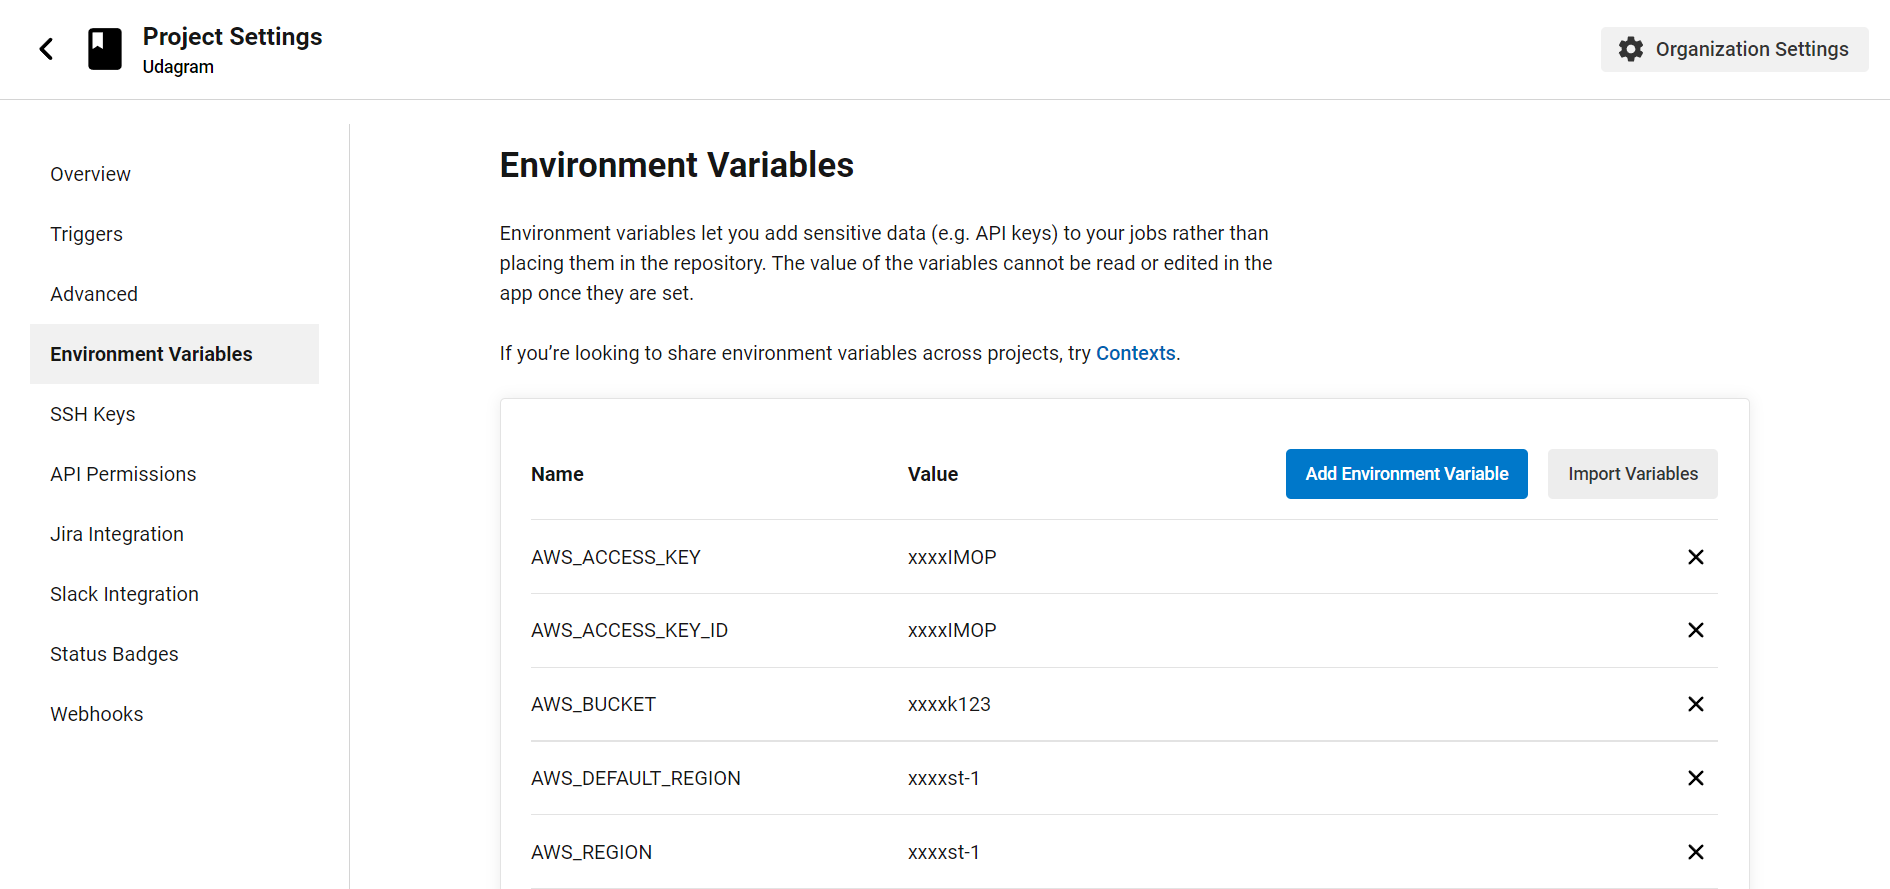 Project Settings
Udagram
Organization Settings
Overview
Triggers
Advanced
Environment Variables
SSH Keys
API Permissions
Jira Integration
Slack Integration
Status Badges
Webhooks
Environment Variables
Environment variables let you add sensitive data (e.g. API keys) to your jobs rather than
placing them in the repository. The value of the variables cannot be read or edited in the
app once they are set.
If you’re looking to share environment variables across projects, try Contexts.
Name Value Add Environment Variable Import Variables
AWS_ACCESS_KEY xxxxIMOP
AWS_ACCESS_KEY_ID xxxxIMOP
AWS_BUCKET xxxxk123
AWS_DEFAULT_REGION xxxxst-1
AWS_REGION xxxxst-1